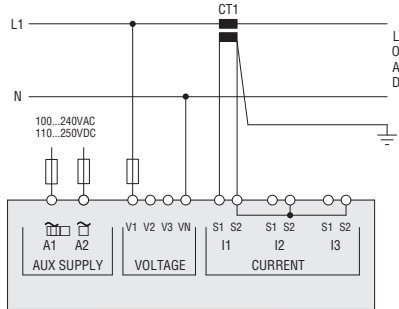 CT1
L1
LOAD
N
100...240VAC
110...250VDC
V1 V2 V3 VN
S1 S2 S1 S2 S1 S2
A1 A2
I1 I2 I3
AUX SUPPLY VOLTAGE CURRENT